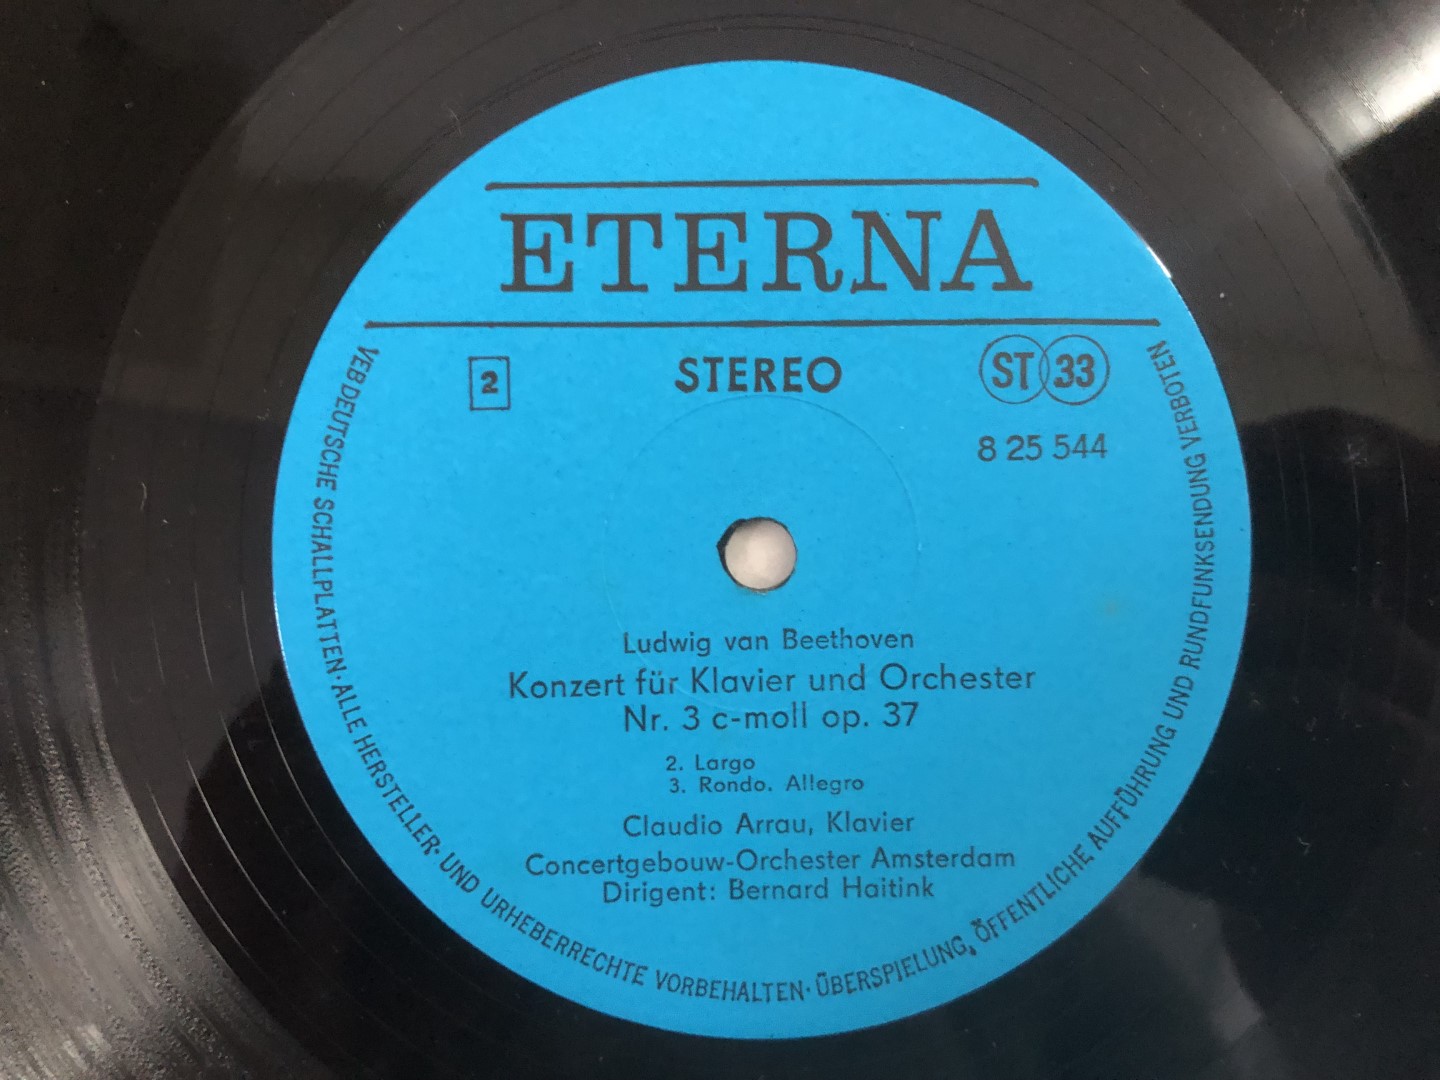 ETERNA
2 STEREO ST 33
8 25 544
Ludwig van Beethoven
Konzert für Klavier und Orchester
Nr. 3 c-moll op. 37
2. Largo
3. Rondo. Allegro
Claudio Arrau, Klavier
Concertgebouw-Orchester Amsterdam
Dirigent: Bernard Haitink
VEB DEUTSCHE SCHALLPLATTEN · ALLE HERSTELLER- UND URHEBERRECHTE VORBEHALTEN · ÜBERSPIELUNG, ÖFFENTLICHE AUFFÜHRUNG UND RUNDFUNKSENDUNG VERBOTEN